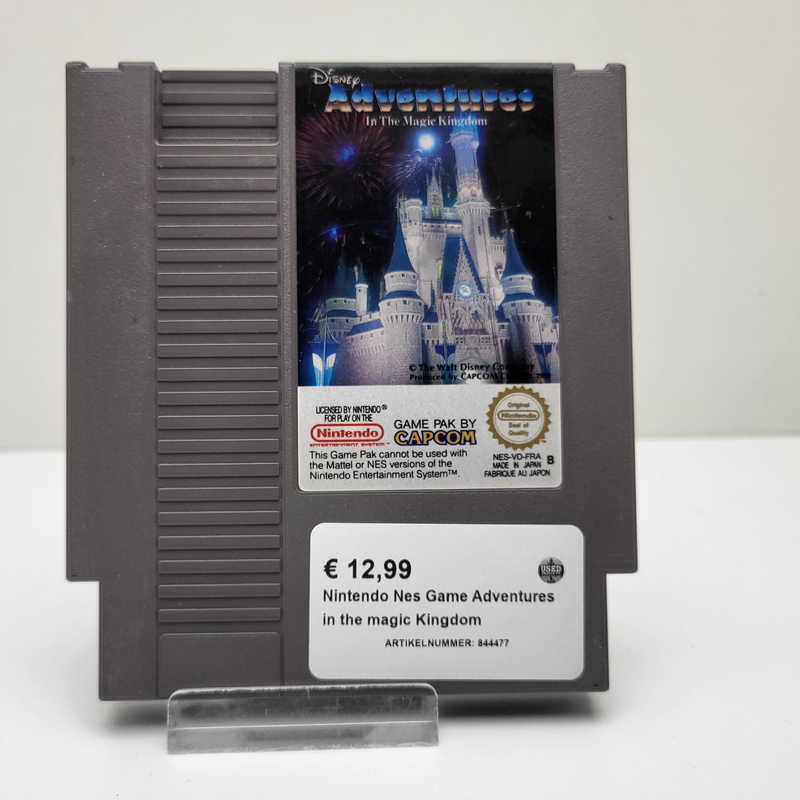 Disney
Adventures
In The Magic Kingdom
© The Walt Disney Company
Produced by CAPCOM
LICENSED BY NINTENDO®
FOR PLAY ON THE
Nintendo
ENTERTAINMENT SYSTEM™
GAME PAK BY
CAPCOM
Original
Nintendo
Seal of
Quality
This Game Pak cannot be used with
the Mattel or NES versions of the
Nintendo Entertainment System™.
NES-VD-FRA B
MADE IN JAPAN
FABRIQUE AU JAPON
€ 12,99
USED
Nintendo Nes Game Adventures
in the magic Kingdom
ARTIKELNUMMER: 844477